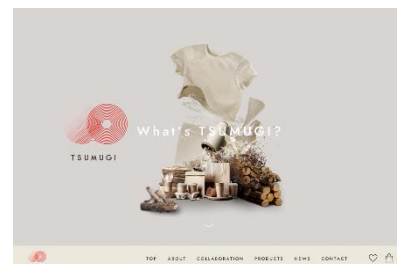 What's TSUMUGI?
TSUMUGI
TOP ABOUT COLLABORATION PRODUCTS NEWS CONTACT